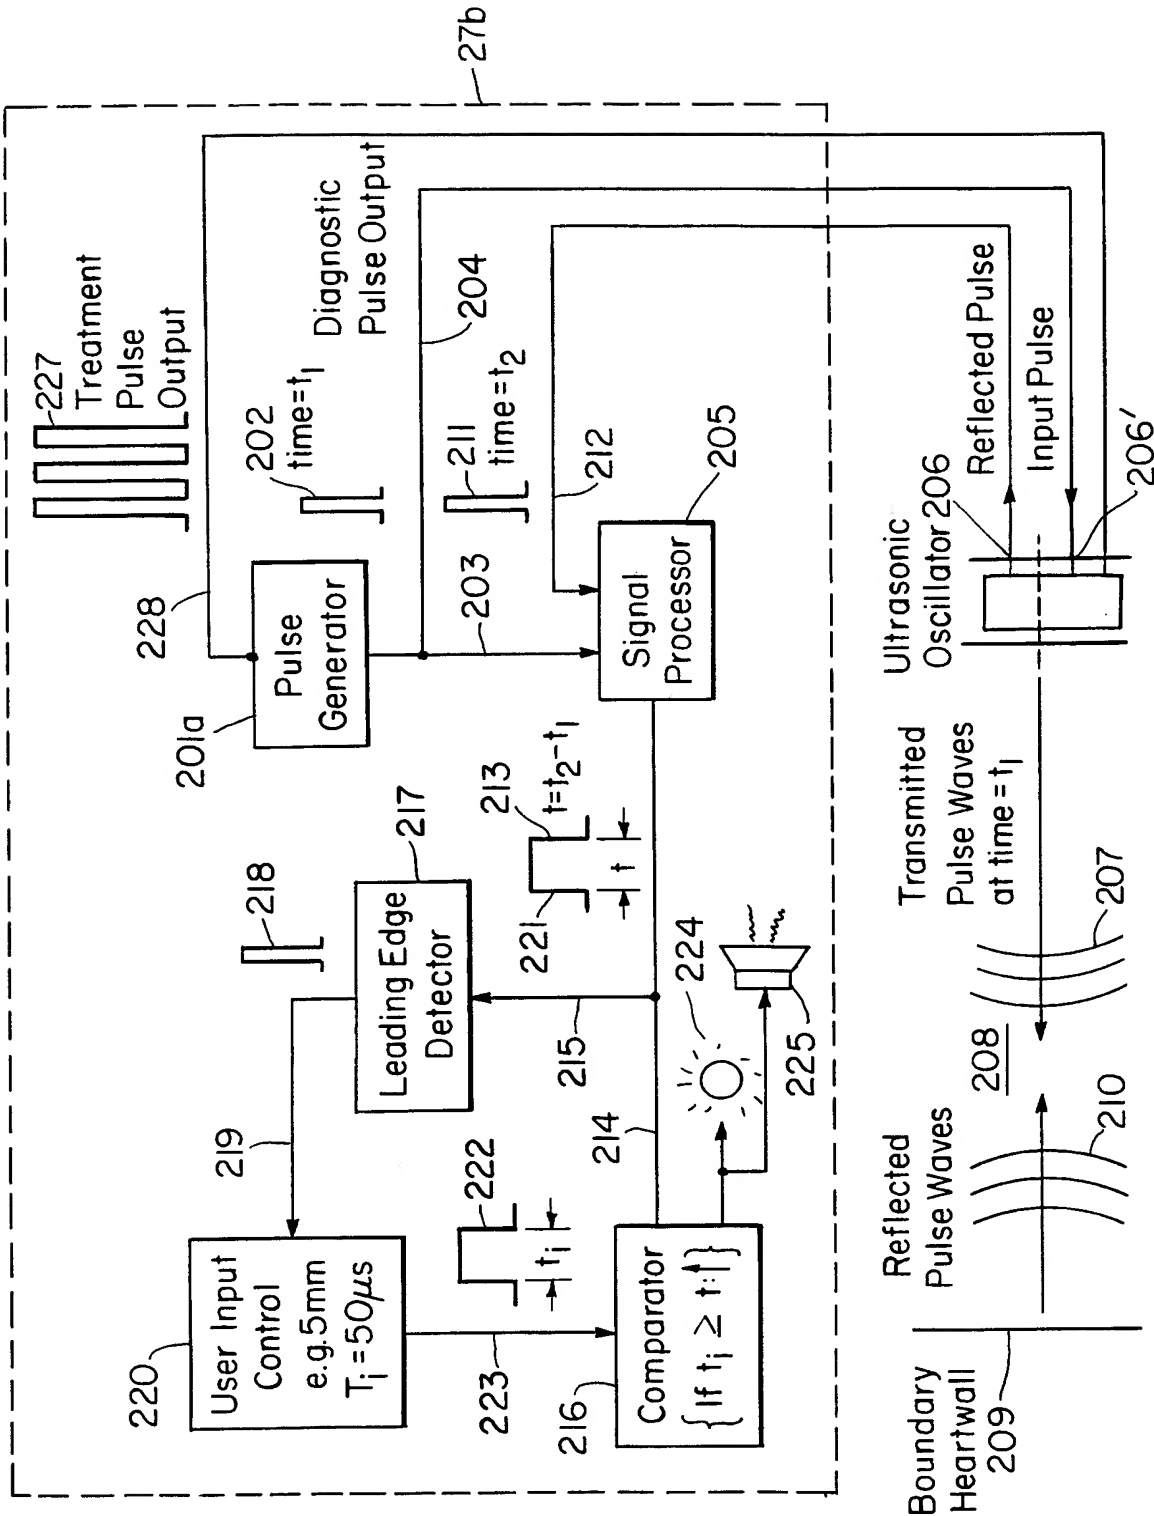 27b
227
Treatment
Pulse
Output
228
202
time=t₁
Diagnostic
Pulse Output
204
201a
Pulse
Generator
203
211
time=t₂
212
Signal
Processor
205
218
217
Leading Edge
Detector
213
t=t₂-t₁
221
t
215
214
219
220
User Input
Control
e.g.5mm
Tᵢ=50μs
222
tᵢ
223
216
Comparator
{If tᵢ ≥ t:↑}
224
225
Ultrasonic
Oscillator 206
Reflected Pulse
Input Pulse
206'
Transmitted
Pulse Waves
at time = t₁
207
208
Reflected
Pulse Waves
210
Boundary
Heartwall
209